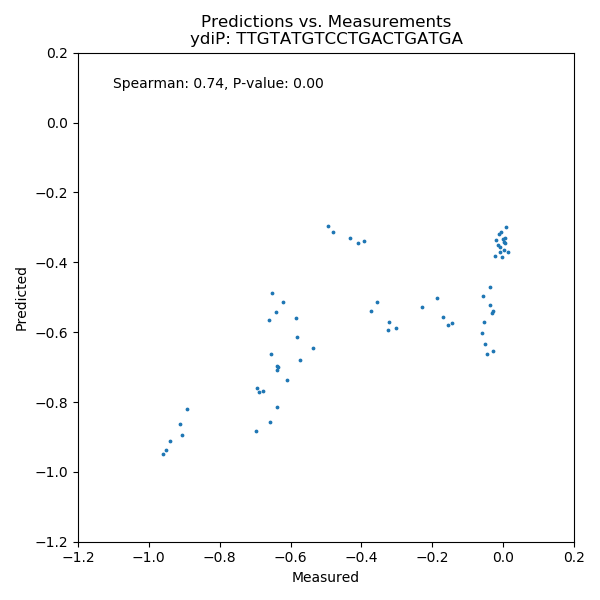 Predictions vs. Measurements
ydiP: TTGTATGTCCTGACTGATGA
Spearman: 0.74, P-value: 0.00
0.2
0.0
−0.2
−0.4
−0.6
−0.8
−1.0
−1.2
Predicted
−1.2 −1.0 −0.8 −0.6 −0.4 −0.2 0.0 0.2
Measured